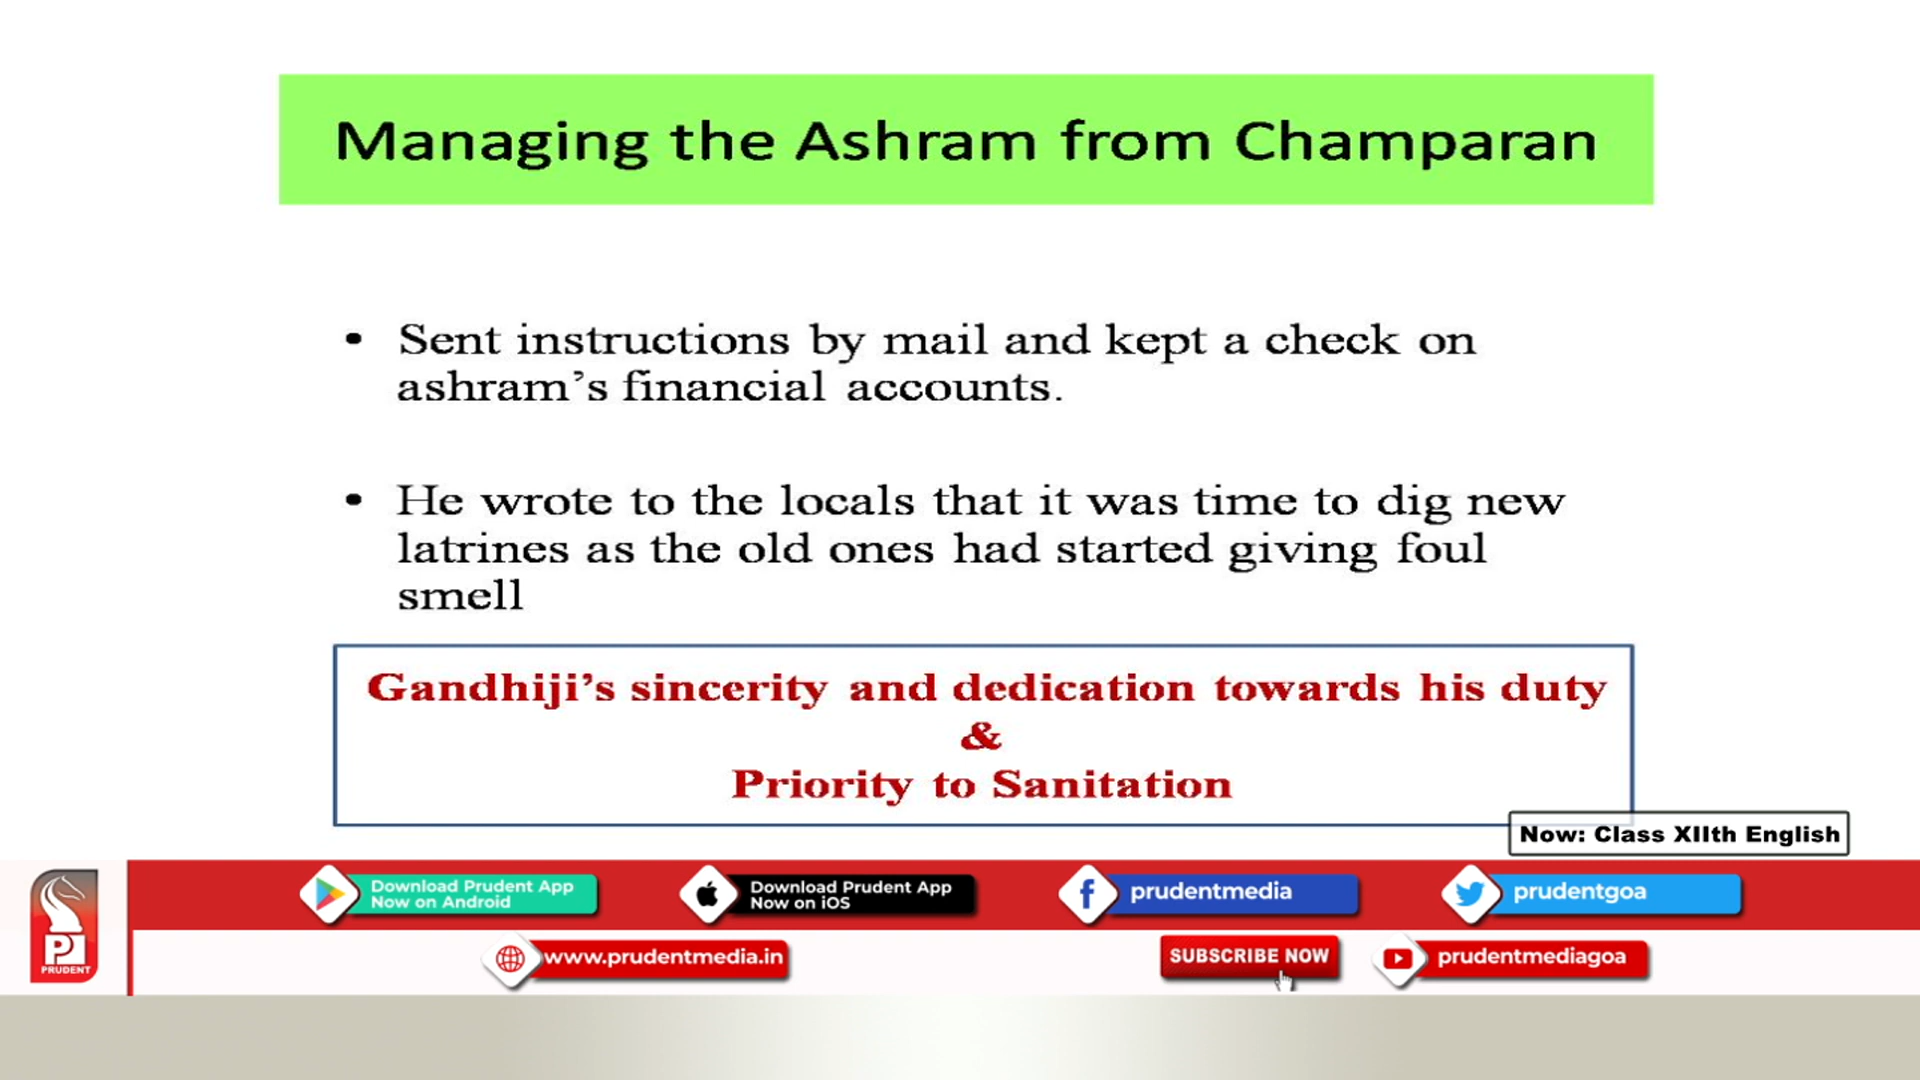 Managing the Ashram from Champaran
• Sent instructions by mail and kept a check on
ashram’s financial accounts.
• He wrote to the locals that it was time to dig new
latrines as the old ones had started giving foul
smell
Gandhiji’s sincerity and dedication towards his duty
&
Priority to Sanitation
Now: Class XIIth English
Download Prudent App
Now on Android
Download Prudent App
Now on iOS
prudentmedia
prudentgoa
PRUDENT
www.prudentmedia.in
SUBSCRIBE NOW
prudentmediagoa